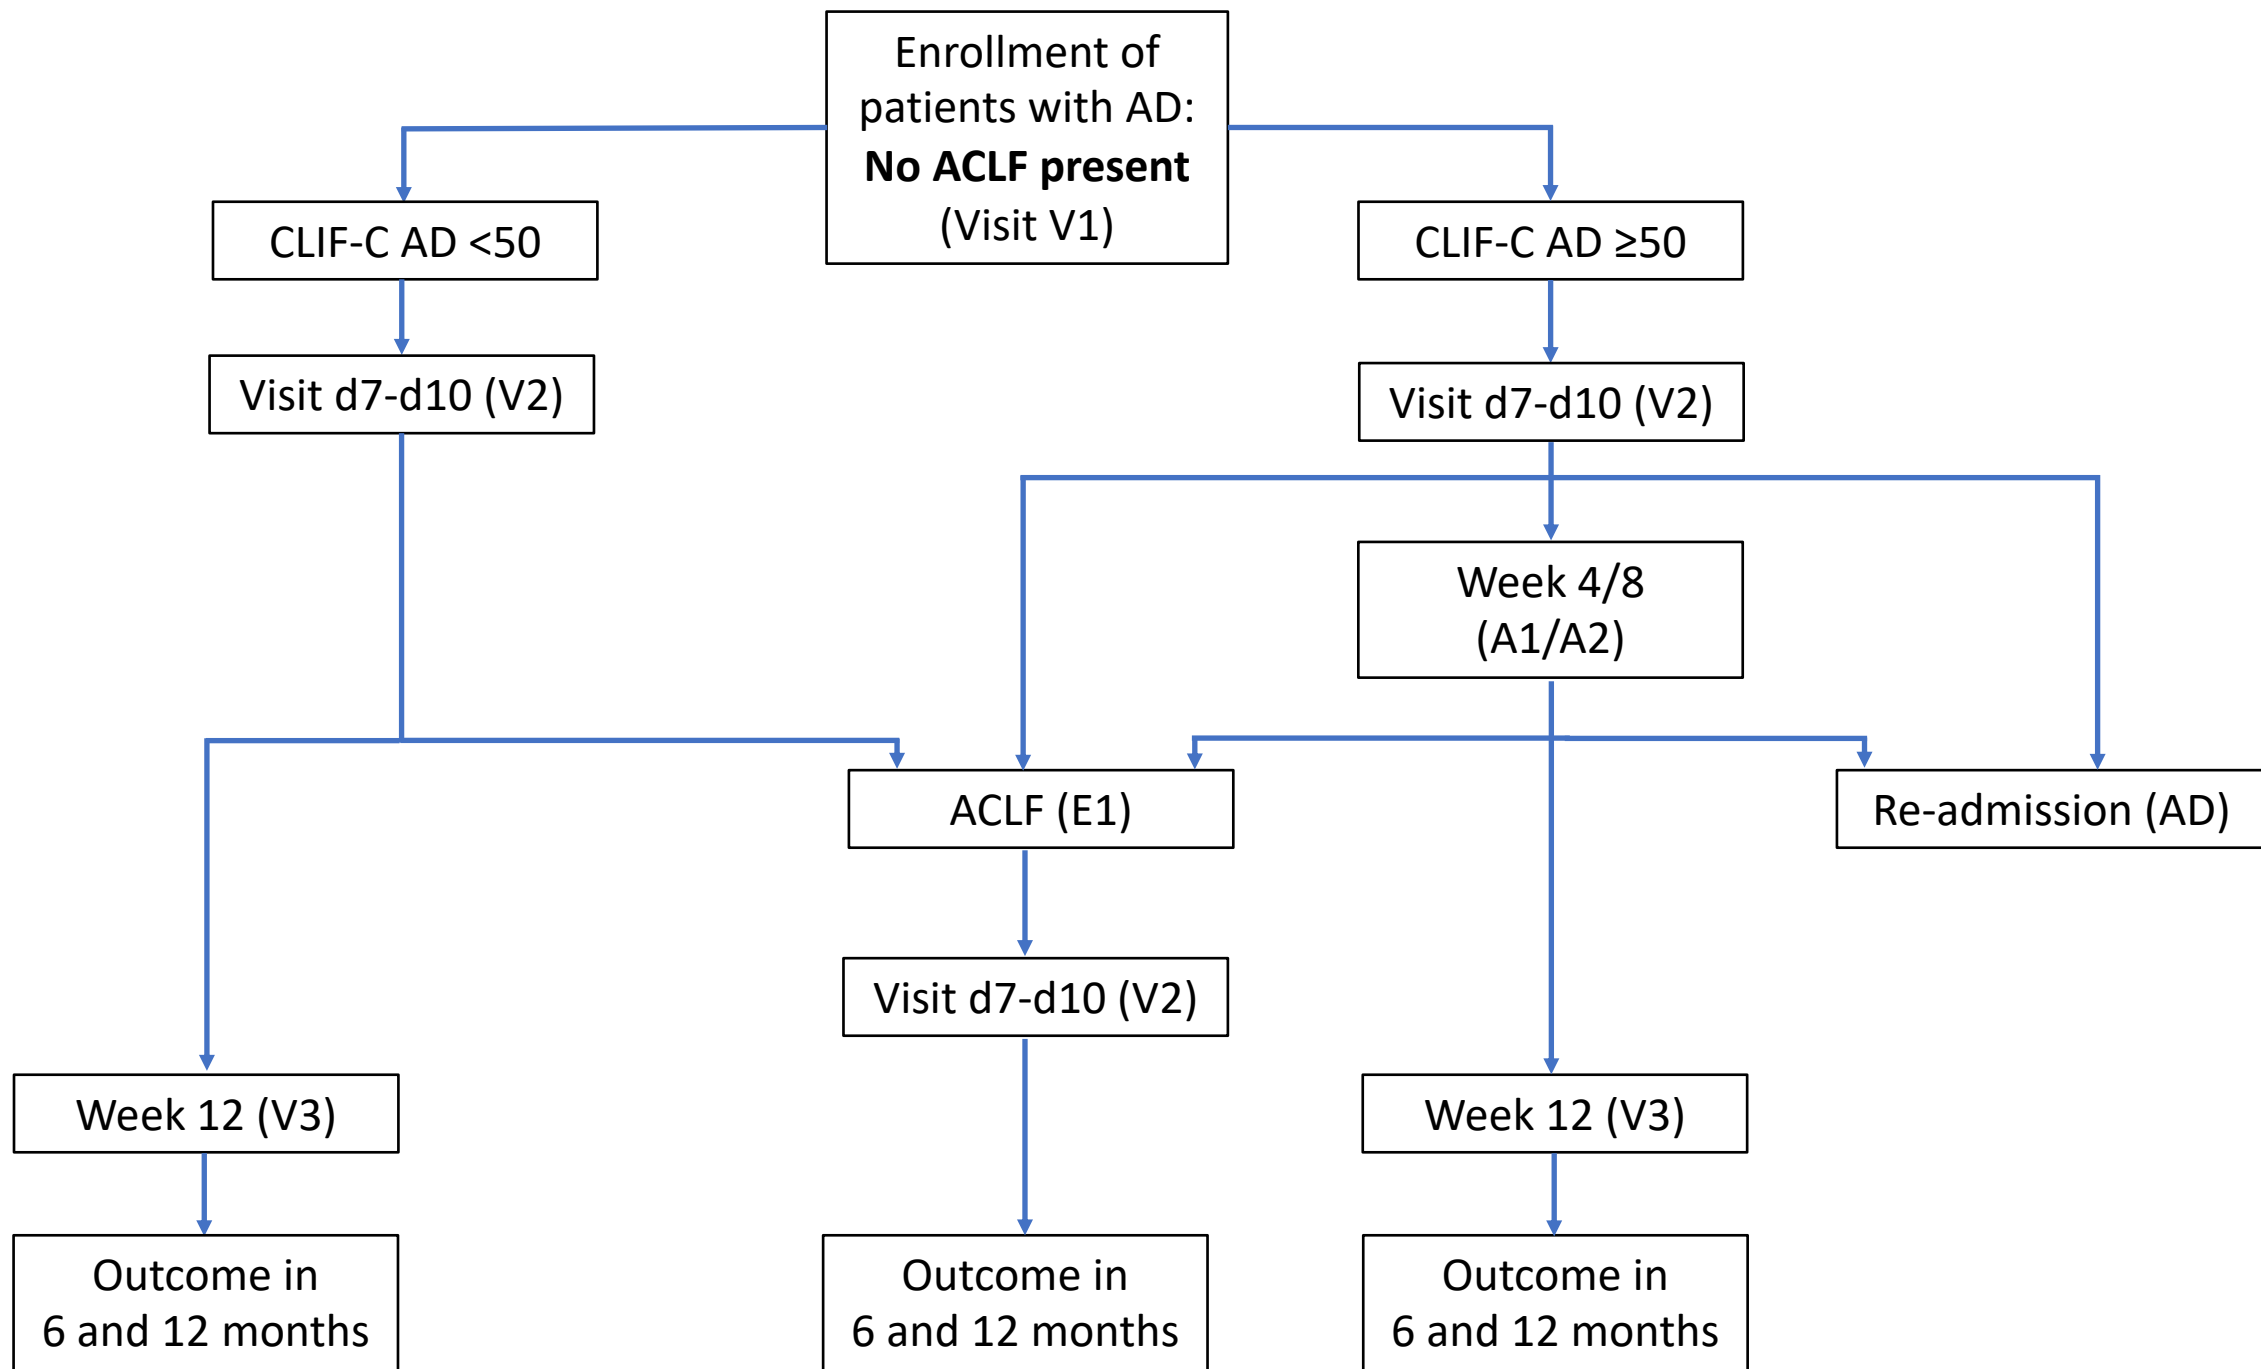 Enrollment of
patients with AD:
No ACLF present
(Visit V1)
CLIF-C AD <50
CLIF-C AD ≥50
Visit d7-d10 (V2)
Visit d7-d10 (V2)
Week 4/8
(A1/A2)
ACLF (E1)
Re-admission (AD)
Visit d7-d10 (V2)
Week 12 (V3)
Week 12 (V3)
Outcome in
6 and 12 months
Outcome in
6 and 12 months
Outcome in
6 and 12 months